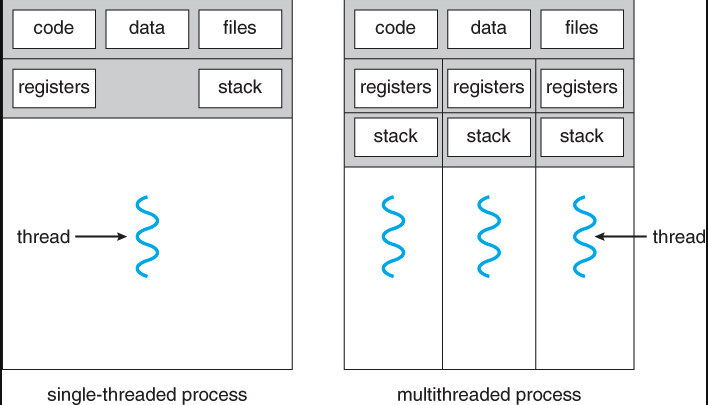 code data files
registers stack
thread
single-threaded process
code data files
registers registers registers
stack stack stack
thread
multithreaded process